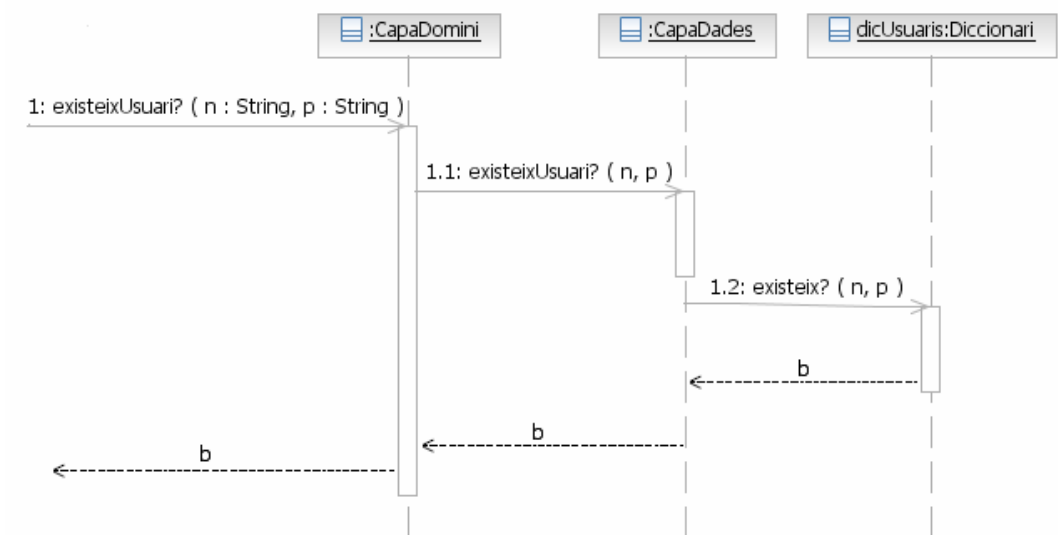 :CapaDomini
:CapaDades
dicUsuaris:Diccionari
1: existeixUsuari? ( n : String, p : String )
1.1: existeixUsuari? ( n, p )
1.2: existeix? ( n, p )
b
b
b